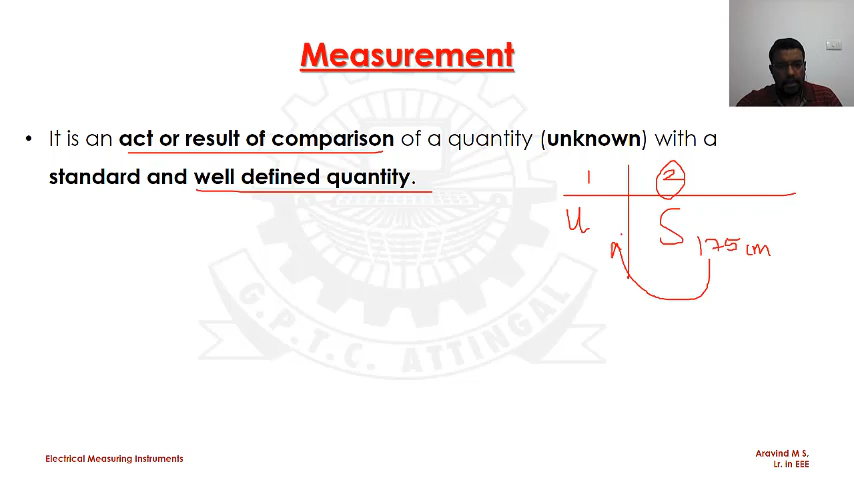 Measurement
• It is an act or result of comparison of a quantity (unknown) with a
standard and well defined quantity.
1 2
U S
175 cm
G.P.T.C. ATTINGAL
Electrical Measuring Instruments
Aravind M S,
Lr. in EEE